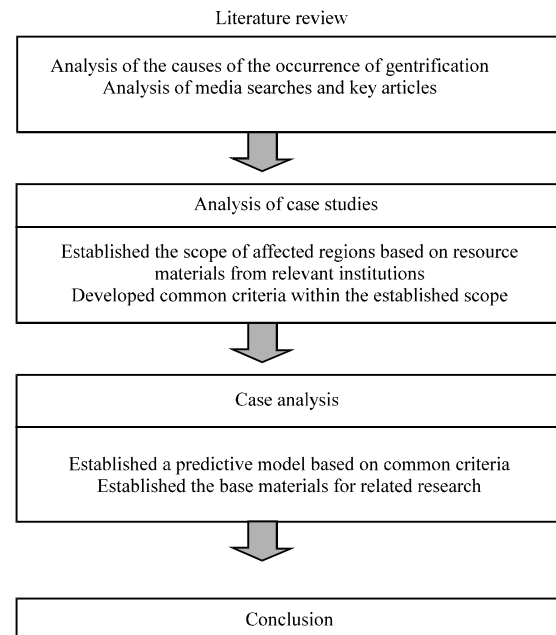 Literature review
Analysis of the causes of the occurrence of gentrification
Analysis of media searches and key articles
Analysis of case studies
Established the scope of affected regions based on resource
materials from relevant institutions
Developed common criteria within the established scope
Case analysis
Established a predictive model based on common criteria
Established the base materials for related research
Conclusion